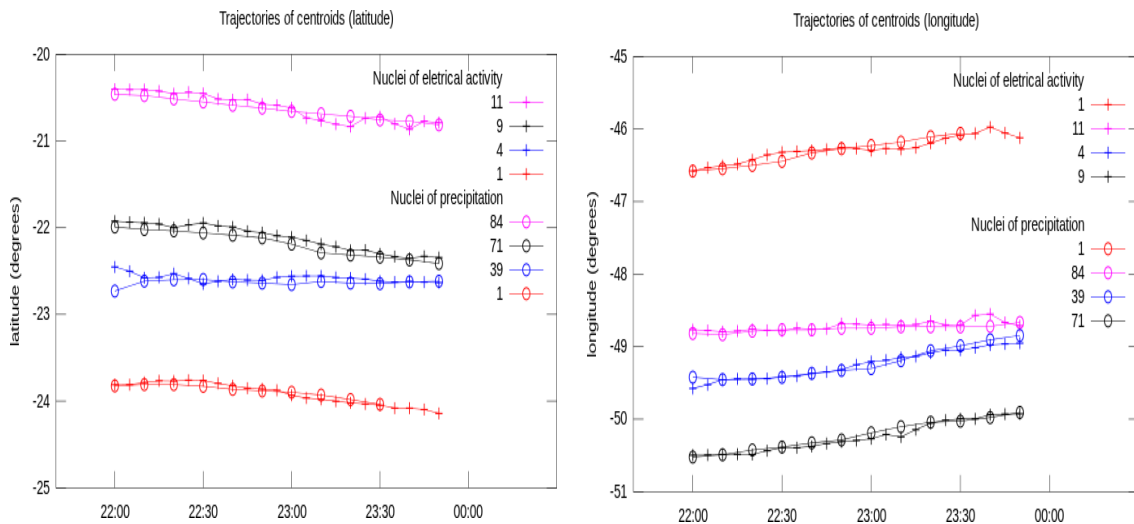 Trajectories of centroids (latitude)
-20
-21
-22
-23
-24
-25
latitude (degrees)
Nuclei of eletrical activity
11
9
4
1
Nuclei of precipitation
84
71
39
1
22:00 22:30 23:00 23:30 00:00
Trajectories of centroids (longitude)
-45
-46
-47
-48
-49
-50
-51
longitude (degrees)
Nuclei of eletrical activity
1
11
4
9
Nuclei of precipitation
1
84
39
71
22:00 22:30 23:00 23:30 00:00